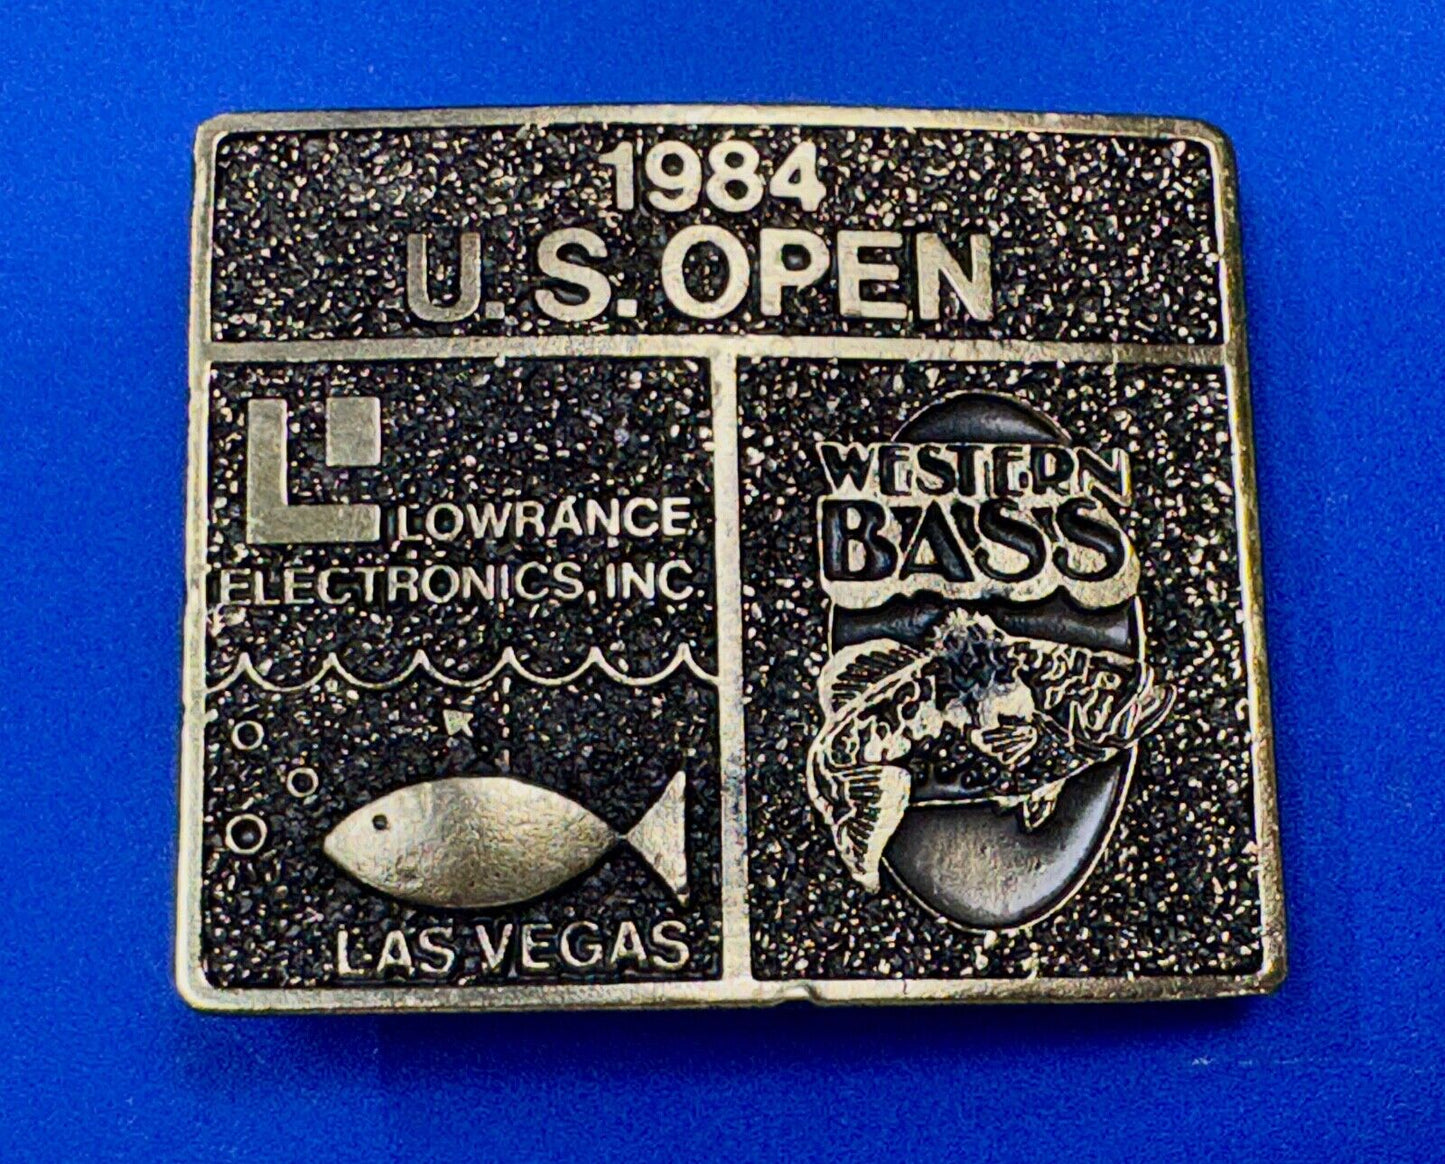 1984
U.S. OPEN
LOWRANCE
ELECTRONICS, INC.
LAS VEGAS
WESTERN
BASS